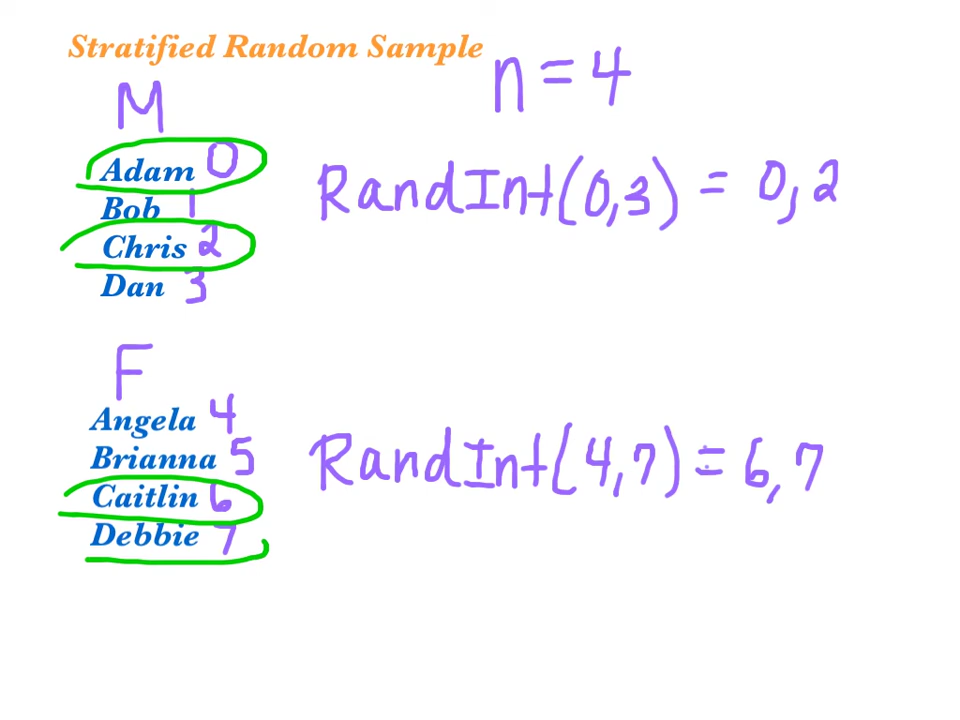 Stratified Random Sample
n = 4
M
Adam 0
Bob 1
Chris 2
Dan 3
RandInt(0,3) = 0, 2
F
Angela 4
Brianna 5
Caitlin 6
Debbie 7
RandInt(4,7) = 6, 7